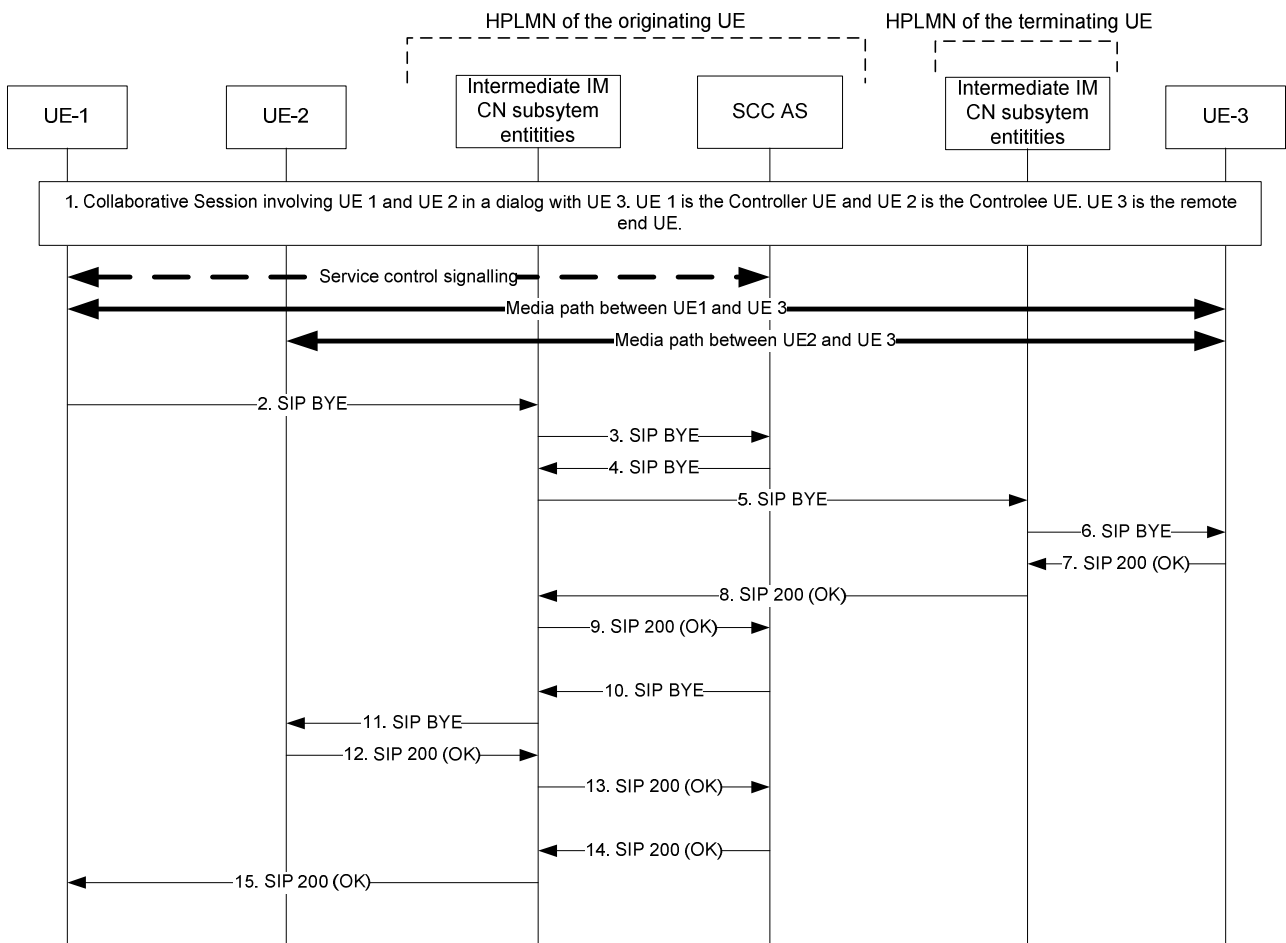 HPLMN of the originating UE
HPLMN of the terminating UE
UE-1
UE-2
Intermediate IM
CN subsytem
entitities
SCC AS
Intermediate IM
CN subsystem
entitities
UE-3
1. Collaborative Session involving UE 1 and UE 2 in a dialog with UE 3. UE 1 is the Controller UE and UE 2 is the Controlee UE. UE 3 is the remote
end UE.
Service control signalling
Media path between UE1 and UE 3
Media path between UE2 and UE 3
2. SIP BYE
3. SIP BYE
4. SIP BYE
5. SIP BYE
6. SIP BYE
7. SIP 200 (OK)
8. SIP 200 (OK)
9. SIP 200 (OK)
10. SIP BYE
11. SIP BYE
12. SIP 200 (OK)
13. SIP 200 (OK)
14. SIP 200 (OK)
15. SIP 200 (OK)